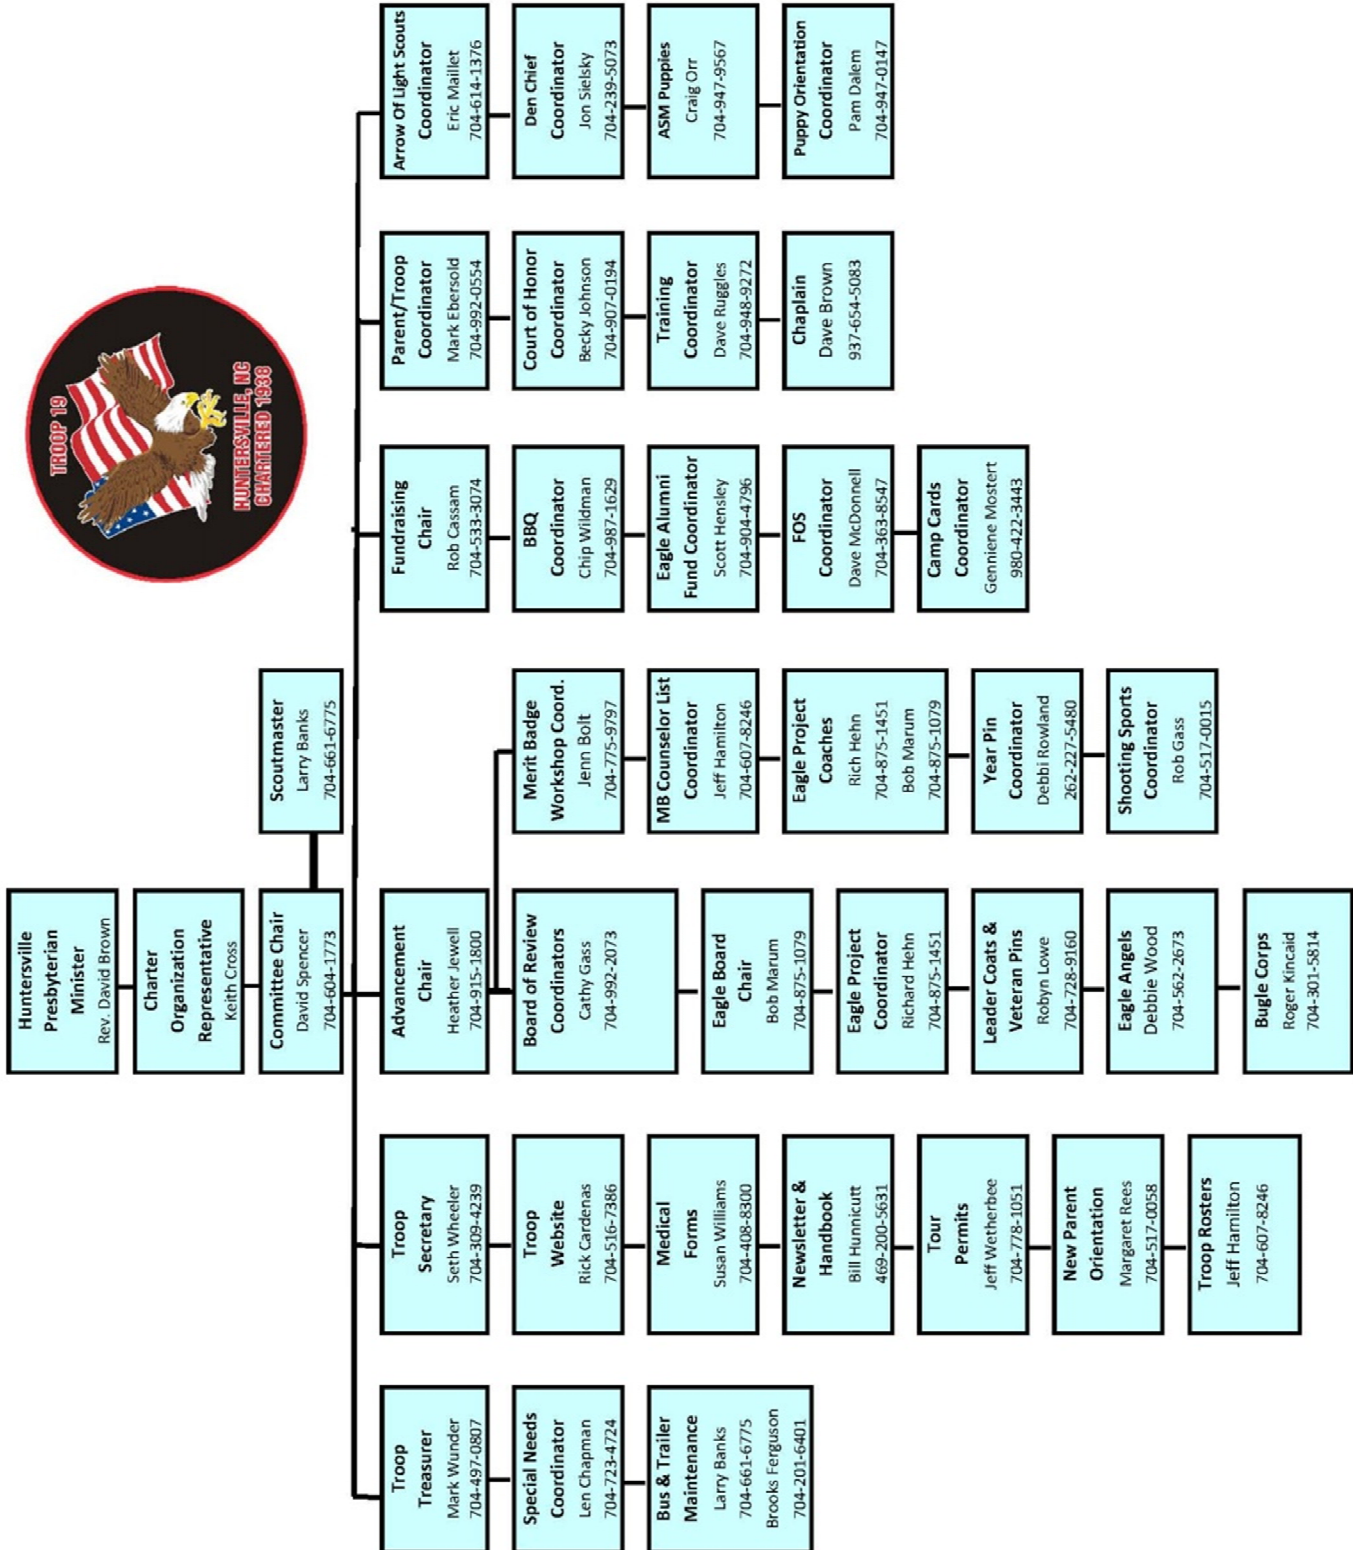 TROOP 19
HUNTERSVILLE, NC
CHARTERED 1938
Huntersville
Presbyterian
Minister
Rev. David Brown
Charter
Organization
Representative
Keith Cross
Committee Chair
David Spencer
704-604-1773
Scoutmaster
Larry Banks
704-661-6775
Troop
Treasurer
Mark Wunder
704-497-0807
Special Needs
Coordinator
Len Chapman
704-723-4724
Bus & Trailer
Maintenance
Larry Banks
704-661-6775
Brooks Ferguson
704-201-6401
Troop
Secretary
Seth Wheeler
704-309-4239
Troop
Website
Rick Cardenas
704-516-7386
Medical
Forms
Susan Williams
704-408-8300
Newsletter &
Handbook
Bill Hunnicutt
469-200-5631
Tour
Permits
Jeff Wetherbee
704-778-1051
New Parent
Orientation
Margaret Rees
704-517-0058
Troop Rosters
Jeff Hamilton
704-607-8246
Advancement
Chair
Heather Jewell
704-915-1800
Board of Review
Coordinators
Cathy Gass
704-992-2073
Eagle Board
Chair
Bob Marum
704-875-1079
Eagle Project
Coordinator
Richard Hehn
704-875-1451
Leader Coats &
Veteran Pins
Robyn Lowe
704-728-9160
Eagle Angels
Debbie Wood
704-562-2673
Bugle Corps
Roger Kincaid
704-301-5814
Merit Badge
Workshop Coord.
Jenn Bolt
704-775-9797
MB Counselor List
Coordinator
Jeff Hamilton
704-607-8246
Eagle Project
Coaches
Rich Hehn
704-875-1451
Bob Marum
704-875-1079
Year Pin
Coordinator
Debbi Rowland
262-227-5480
Shooting Sports
Coordinator
Rob Gass
704-517-0015
Fundraising
Chair
Rob Cassam
704-533-3074
BBQ
Coordinator
Chip Wildman
704-987-1629
Eagle Alumni
Fund Coordinator
Scott Hensley
704-904-4796
FOS
Coordinator
Dave McDonnell
704-363-8547
Camp Cards
Coordinator
Genniene Mostert
980-422-3443
Parent/Troop
Coordinator
Mark Ebersold
704-992-0554
Court of Honor
Coordinator
Becky Johnson
704-907-0194
Training
Coordinator
Dave Ruggles
704-948-9272
Chaplain
Dave Brown
937-654-5083
Arrow Of Light Scouts
Coordinator
Eric Maillet
704-614-1376
Den Chief
Coordinator
Jon Sielsky
704-239-5073
ASM Puppies
Craig Orr
704-947-9567
Puppy Orientation
Coordinator
Pam Dalem
704-947-0147